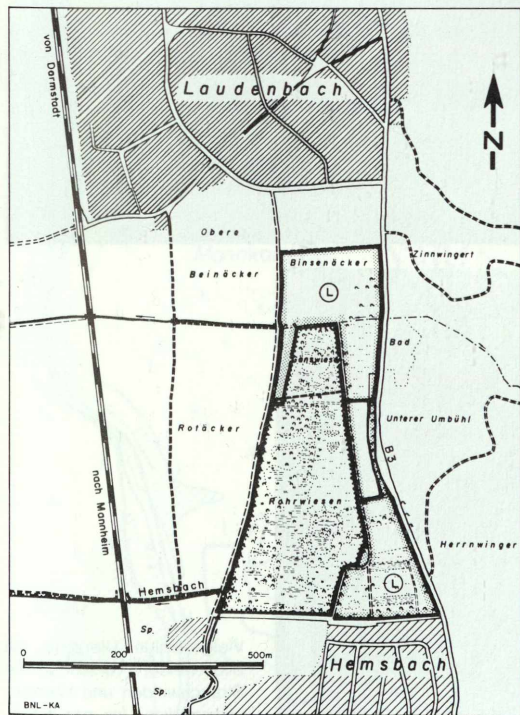 von Darmstadt
Laudenbach
N
Obere
Beinäcker
Binsenäcker
L
Zinnwingert
Bad
Rotäcker
Unterer Umbühl
B3
Rohrwiesen
nach Mannheim
Herrnwinger
Hemsbach
L
Sp.
0 200 500m
Hemsbach
Sp.
BNL-KA